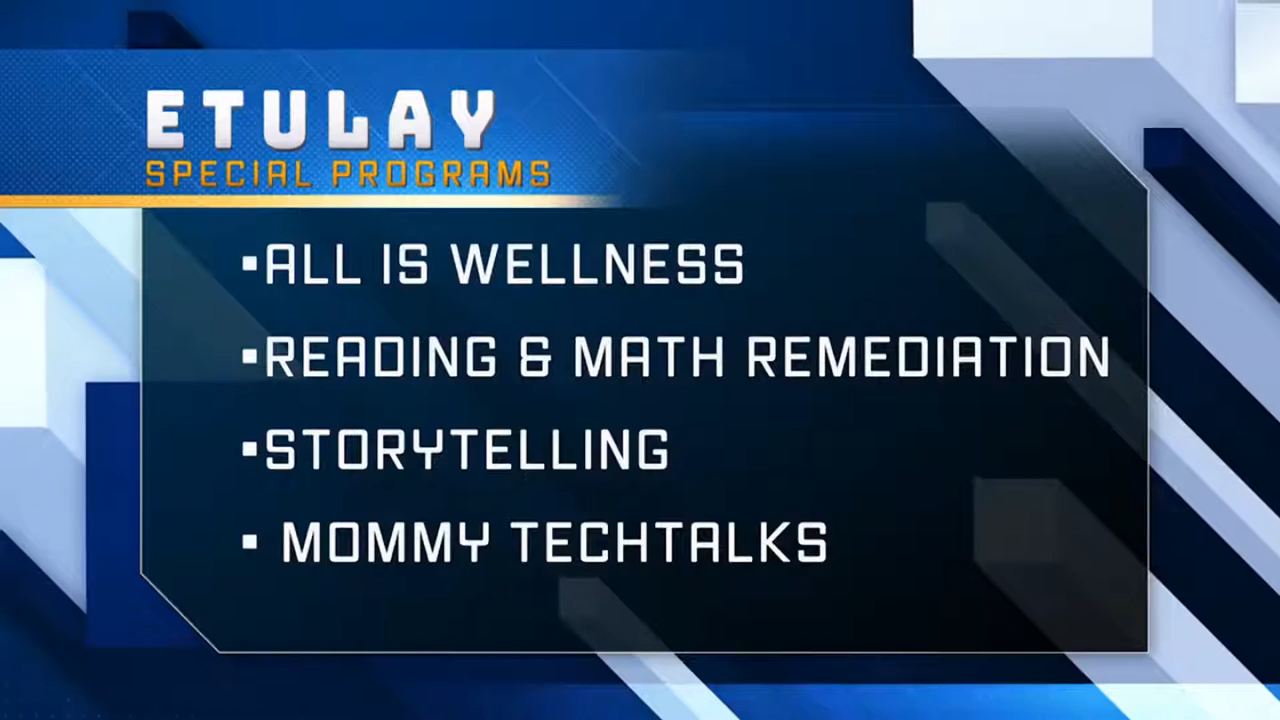 ETULAY
SPECIAL PROGRAMS
▪ALL IS WELLNESS
▪READING & MATH REMEDIATION
▪STORYTELLING
▪ MOMMY TECHTALKS